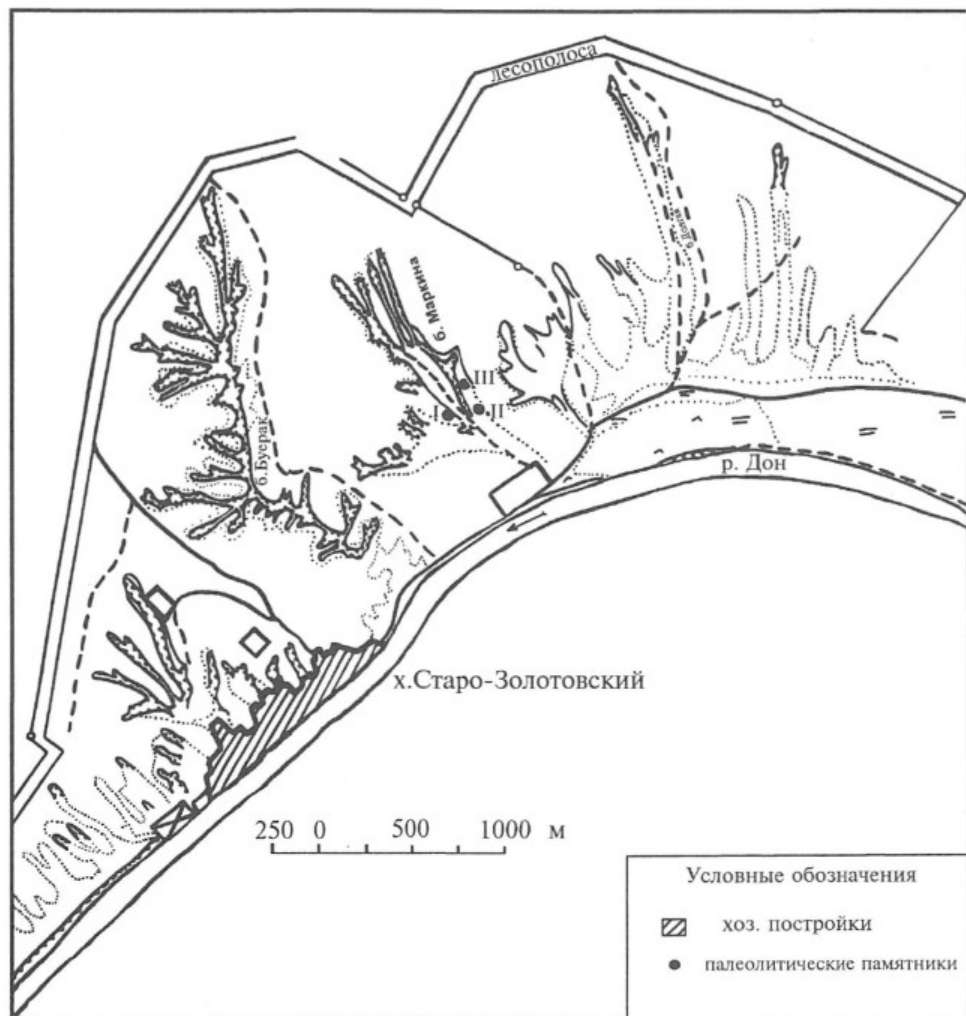 лесополоса
б. Маркина
III
I
II
б.Буерак
р. Дон
х.Старо-Золотовский
250 0 500 1000 м
Условные обозначения
хоз. постройки
палеолитические памятники